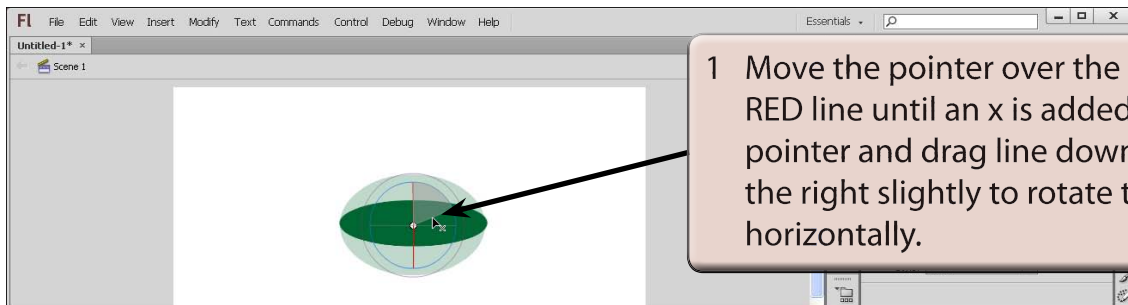 Fl File Edit View Insert Modify Text Commands Control Debug Window Help Essentials
Untitled-1* ×
Scene 1
1 Move the pointer over the
RED line until an x is added
pointer and drag line down
the right slightly to rotate t
horizontally.